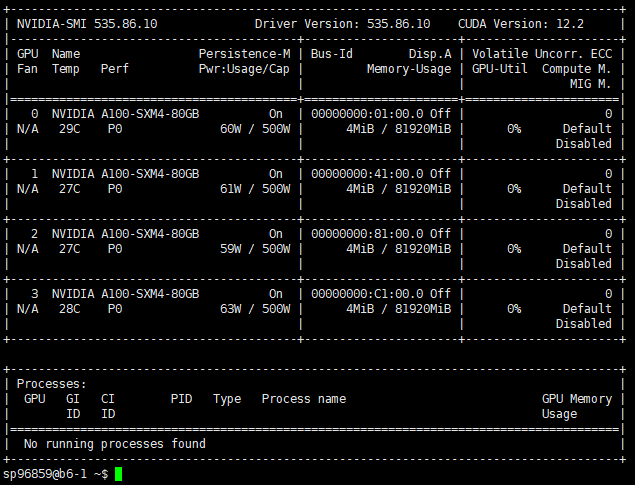 +---------------------------------------------------------------------------------------+
| NVIDIA-SMI 535.86.10              Driver Version: 535.86.10    CUDA Version: 12.2     |
|-----------------------------------------+----------------------+----------------------+
| GPU  Name                 Persistence-M | Bus-Id        Disp.A | Volatile Uncorr. ECC |
| Fan  Temp   Perf          Pwr:Usage/Cap |         Memory-Usage | GPU-Util  Compute M. |
|                                         |                      |               MIG M. |
|=========================================+======================+======================|
|   0  NVIDIA A100-SXM4-80GB          On  | 00000000:01:00.0 Off |                    0 |
| N/A   29C    P0              60W / 500W |      4MiB / 81920MiB |      0%      Default |
|                                         |                      |             Disabled |
+-----------------------------------------+----------------------+----------------------+
|   1  NVIDIA A100-SXM4-80GB          On  | 00000000:41:00.0 Off |                    0 |
| N/A   27C    P0              61W / 500W |      4MiB / 81920MiB |      0%      Default |
|                                         |                      |             Disabled |
+-----------------------------------------+----------------------+----------------------+
|   2  NVIDIA A100-SXM4-80GB          On  | 00000000:81:00.0 Off |                    0 |
| N/A   27C    P0              59W / 500W |      4MiB / 81920MiB |      0%      Default |
|                                         |                      |             Disabled |
+-----------------------------------------+----------------------+----------------------+
|   3  NVIDIA A100-SXM4-80GB          On  | 00000000:C1:00.0 Off |                    0 |
| N/A   28C    P0              63W / 500W |      4MiB / 81920MiB |      0%      Default |
|                                         |                      |             Disabled |
+-----------------------------------------+----------------------+----------------------+

+---------------------------------------------------------------------------------------+
| Processes:                                                                            |
|  GPU   GI   CI        PID   Type   Process name                            GPU Memory |
|        ID   ID                                                             Usage      |
|=======================================================================================|
|  No running processes found                                                           |
+---------------------------------------------------------------------------------------+
sp96859@b6-1 ~$